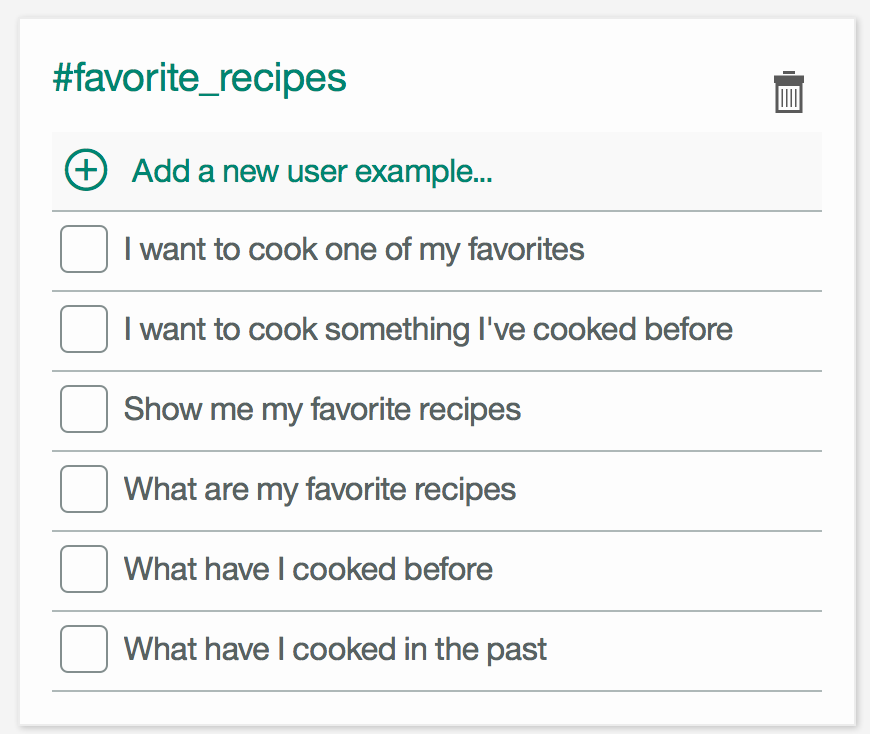 #favorite_recipes
Add a new user example...
I want to cook one of my favorites
I want to cook something I've cooked before
Show me my favorite recipes
What are my favorite recipes
What have I cooked before
What have I cooked in the past